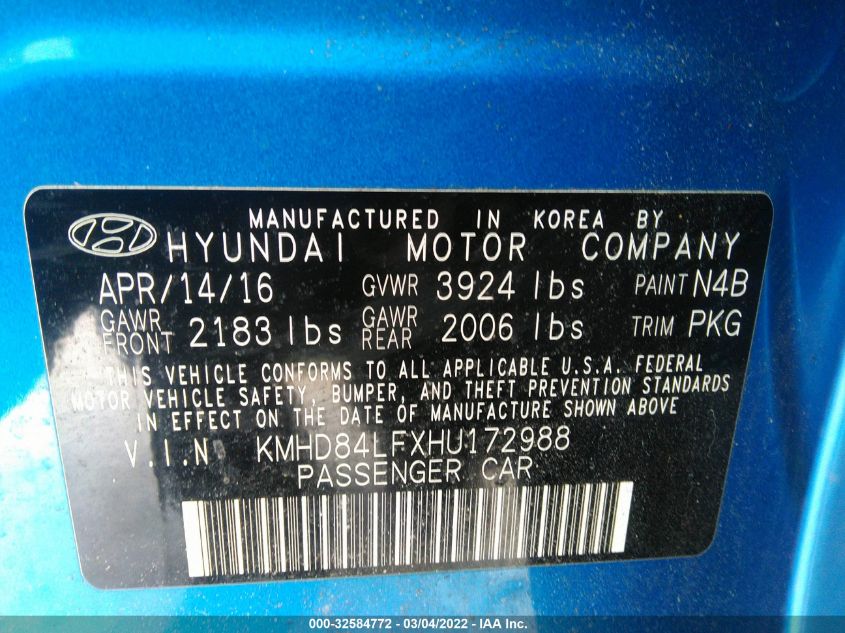 MANUFACTURED IN KOREA BY
HYUNDAI MOTOR COMPANY
APR/14/16 GVWR 3924 lbs PAINT N4B
GAWR FRONT 2183 lbs GAWR REAR 2006 lbs TRIM PKG
THIS VEHICLE CONFORMS TO ALL APPLICABLE U.S.A. FEDERAL
MOTOR VEHICLE SAFETY, BUMPER, AND THEFT PREVENTION STANDARDS
IN EFFECT ON THE DATE OF MANUFACTURE SHOWN ABOVE
V.I.N KMHD84LFXHU172988
PASSENGER CAR
000-32584772 - 03/04/2022 - IAA Inc.